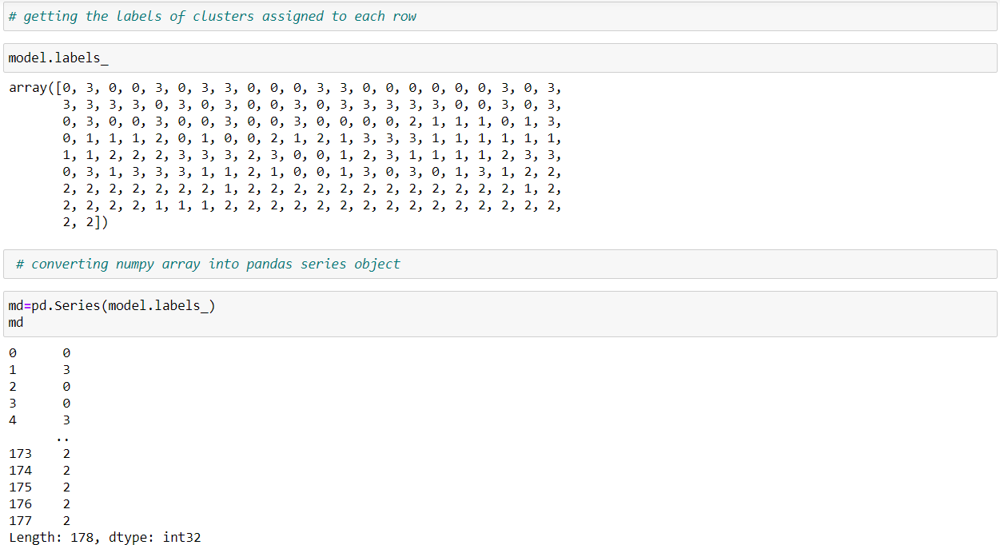 # getting the labels of clusters assigned to each row
model.labels_
array([0, 3, 0, 0, 3, 0, 3, 3, 0, 0, 0, 3, 3, 0, 0, 0, 0, 0, 0, 3, 0, 3,
3, 3, 3, 3, 0, 3, 0, 3, 0, 0, 3, 0, 3, 3, 3, 3, 3, 0, 0, 3, 0, 3,
0, 3, 0, 0, 3, 0, 0, 3, 0, 0, 3, 0, 0, 0, 0, 2, 1, 1, 1, 0, 1, 3,
0, 1, 1, 1, 2, 0, 1, 0, 0, 2, 1, 2, 1, 3, 3, 3, 1, 1, 1, 1, 1, 1,
1, 1, 2, 2, 2, 3, 3, 3, 2, 3, 0, 0, 1, 2, 3, 1, 1, 1, 1, 2, 3, 3,
0, 3, 1, 3, 3, 3, 1, 1, 2, 1, 0, 0, 1, 3, 0, 3, 0, 1, 3, 1, 2, 2,
2, 2, 2, 2, 2, 2, 2, 1, 2, 2, 2, 2, 2, 2, 2, 2, 2, 2, 2, 2, 1, 2,
2, 2, 2, 2, 1, 1, 1, 2, 2, 2, 2, 2, 2, 2, 2, 2, 2, 2, 2, 2, 2, 2,
2, 2])
# converting numpy array into pandas series object
md=pd.Series(model.labels_)
md
0 0
1 3
2 0
3 0
4 3
..
173 2
174 2
175 2
176 2
177 2
Length: 178, dtype: int32